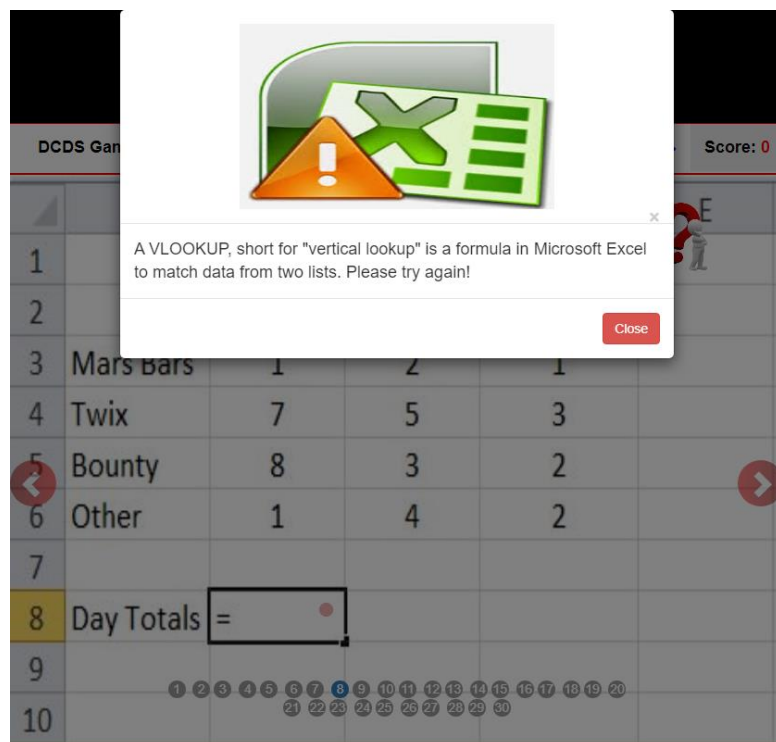 DCDS Gam
Score: 0
×
A VLOOKUP, short for "vertical lookup" is a formula in Microsoft Excel
to match data from two lists. Please try again!
Close
E
1
2
3 Mars Bars 1 2 1
4 Twix 7 5 3
5 Bounty 8 3 2
6 Other 1 4 2
7
8 Day Totals =
9
1 2 3 4 5 6 7 8 9 10 11 12 13 14 15 16 17 18 19 20
21 22 23 24 25 26 27 28 29 30
10